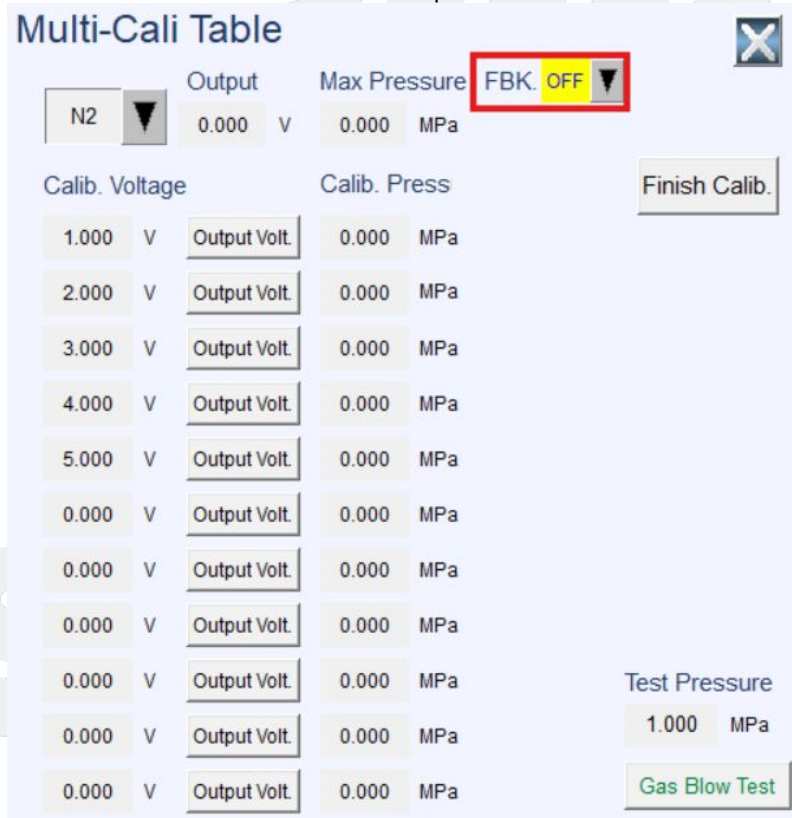 Multi-Cali Table
Output Max Pressure FBK. OFF
N2 0.000 V 0.000 MPa
Calib. Voltage Calib. Press Finish Calib.
1.000 V Output Volt. 0.000 MPa
2.000 V Output Volt. 0.000 MPa
3.000 V Output Volt. 0.000 MPa
4.000 V Output Volt. 0.000 MPa
5.000 V Output Volt. 0.000 MPa
0.000 V Output Volt. 0.000 MPa
0.000 V Output Volt. 0.000 MPa
0.000 V Output Volt. 0.000 MPa
0.000 V Output Volt. 0.000 MPa Test Pressure
0.000 V Output Volt. 0.000 MPa 1.000 MPa
0.000 V Output Volt. 0.000 MPa Gas Blow Test